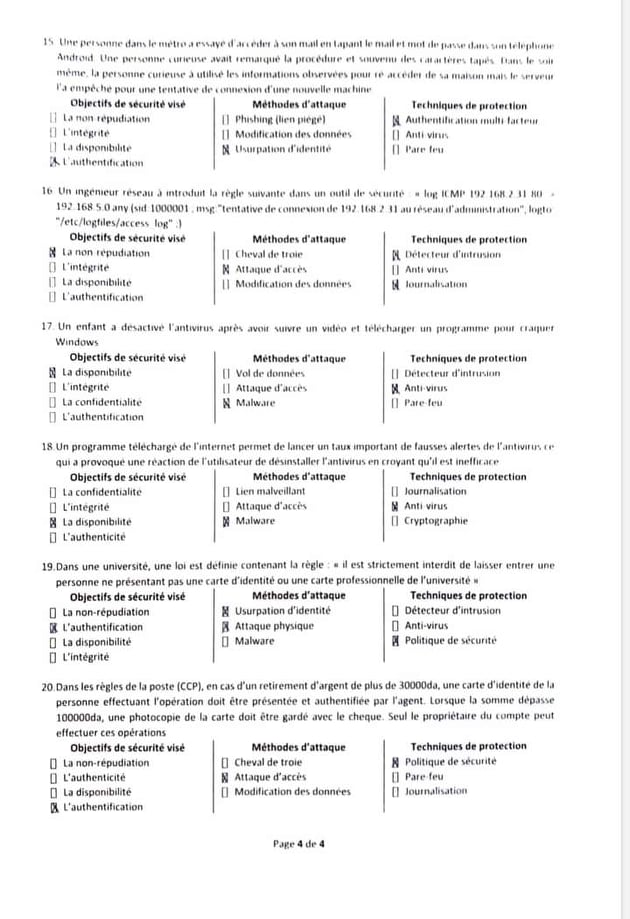 15 Une personne dans le métro a essayé d'accéder à son mail en tapant le mail et mot de passe dans son téléphone
Android. Une personne curieuse avait remarqué la procédure et souvenu des caractères tapés. Dans le soir
même, la personne curieuse à utilisé les informations observées pour ré accéder de sa maison mais le serveur
l'a empêché pour une tentative de connexion d'une nouvelle machine
Objectifs de sécurité visé Méthodes d'attaque Techniques de protection
[] La non répudiation [] Phishing (lien piégé) [X] Authentification multi facteur
[] L'intégrité [] Modification des données [] Anti virus
[] La disponibilité [X] Usurpation d'identité [] Pare feu
[X] L'authentification
16 Un ingénieur réseau à introduit la règle suivante dans un outil de sécurité : « log ICMP 192 168 2 31 80 ->
192.168.5.0 any (sid 1000001 ; msg "tentative de connexion de 192 168 2 31 au réseau d'administration", logto
"/etc/logfiles/access log" ;)
Objectifs de sécurité visé Méthodes d'attaque Techniques de protection
[X] La non répudiation [] Cheval de troie [X] Détecteur d'intrusion
[] L'intégrité [X] Attaque d'accès [] Anti virus
[] La disponibilité [] Modification des données [X] Journalisation
[] L'authentification
17. Un enfant a désactivé l'antivirus après avoir suivre un vidéo et télécharger un programme pour craquer
Windows
Objectifs de sécurité visé Méthodes d'attaque Techniques de protection
[X] La disponibilité [] Vol de données [] Détecteur d'intrusion
[] L'intégrité [] Attaque d'accès [X] Anti-virus
[] La confidentialité [X] Malware [] Pare-feu
[] L'authentification
18.Un programme téléchargé de l'internet permet de lancer un taux important de fausses alertes de l'antivirus ce
qui a provoqué une réaction de l'utilisateur de désinstaller l'antivirus en croyant qu'il est inefficace
Objectifs de sécurité visé Méthodes d'attaque Techniques de protection
[] La confidentialite [] Lien malveillant [] Journalisation
[] L'intégrité [] Attaque d'accès [X] Anti virus
[X] La disponibilité [X] Malware [] Cryptographie
[] L'authenticité
19.Dans une université, une loi est définie contenant la règle : « il est strictement interdit de laisser entrer une
personne ne présentant pas une carte d'identité ou une carte professionnelle de l'université »
Objectifs de sécurité visé Méthodes d'attaque Techniques de protection
[] La non-répudiation [X] Usurpation d'identité [] Détecteur d'intrusion
[X] L'authentification [X] Attaque physique [] Anti-virus
[] La disponibilité [] Malware [X] Politique de sécurité
[] L'intégrité
20.Dans les règles de la poste (CCP), en cas d'un retirement d'argent de plus de 30000da, une carte d'identité de la
personne effectuant l'opération doit être présentée et authentifiée par l'agent. Lorsque la somme dépasse
100000da, une photocopie de la carte doit être gardé avec le cheque. Seul le propriétaire du compte peut
effectuer ces opérations
Objectifs de sécurité visé Méthodes d'attaque Techniques de protection
[] La non-répudiation [] Cheval de troie [X] Politique de sécurité
[] L'authenticité [X] Attaque d'accès [] Pare-feu
[] La disponibilité [] Modification des données [] Journalisation
[X] L'authentification
Page 4 de 4